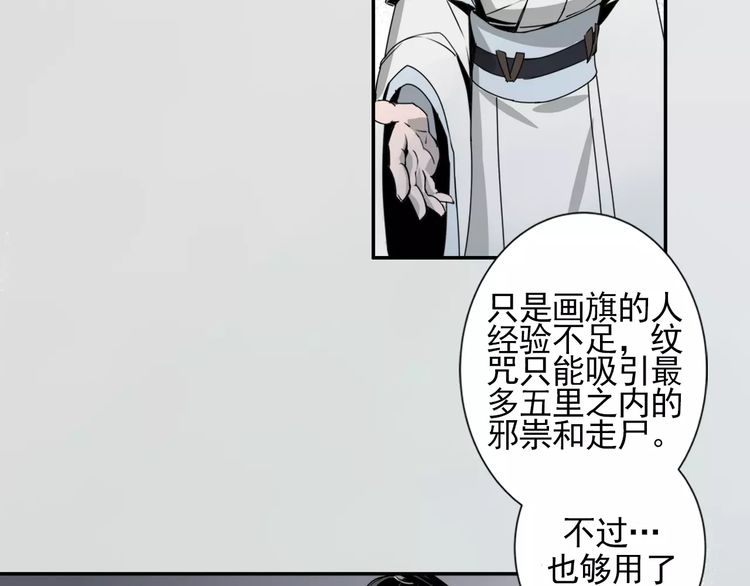 只是画旗的人
经验不足，纹
咒只能吸引最
多五里之内的
邪祟和走尸。
不过…
也够用了